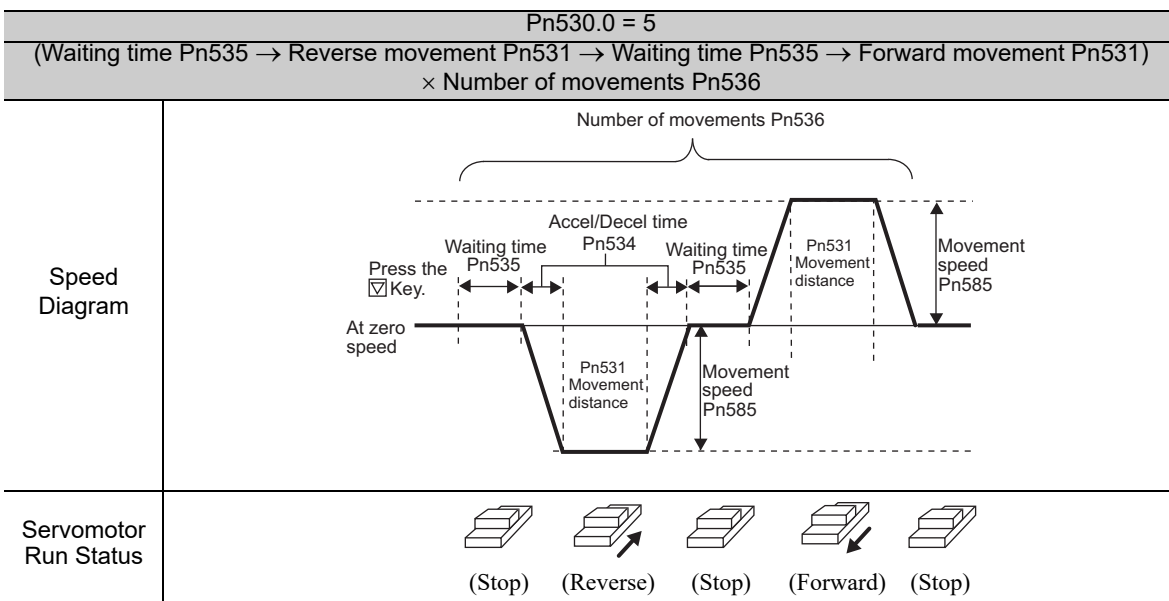 Pn530.0 = 5
(Waiting time Pn535 → Reverse movement Pn531 → Waiting time Pn535 → Forward movement Pn531)
× Number of movements Pn536
Speed
Diagram
Number of movements Pn536
Accel/Decel time
Pn534
Waiting time
Pn535
Waiting time
Pn535
Press the
▽ Key.
At zero
speed
Pn531
Movement
distance
Movement
speed
Pn585
Pn531
Movement
distance
Movement
speed
Pn585
Servomotor
Run Status
(Stop) (Reverse) (Stop) (Forward) (Stop)